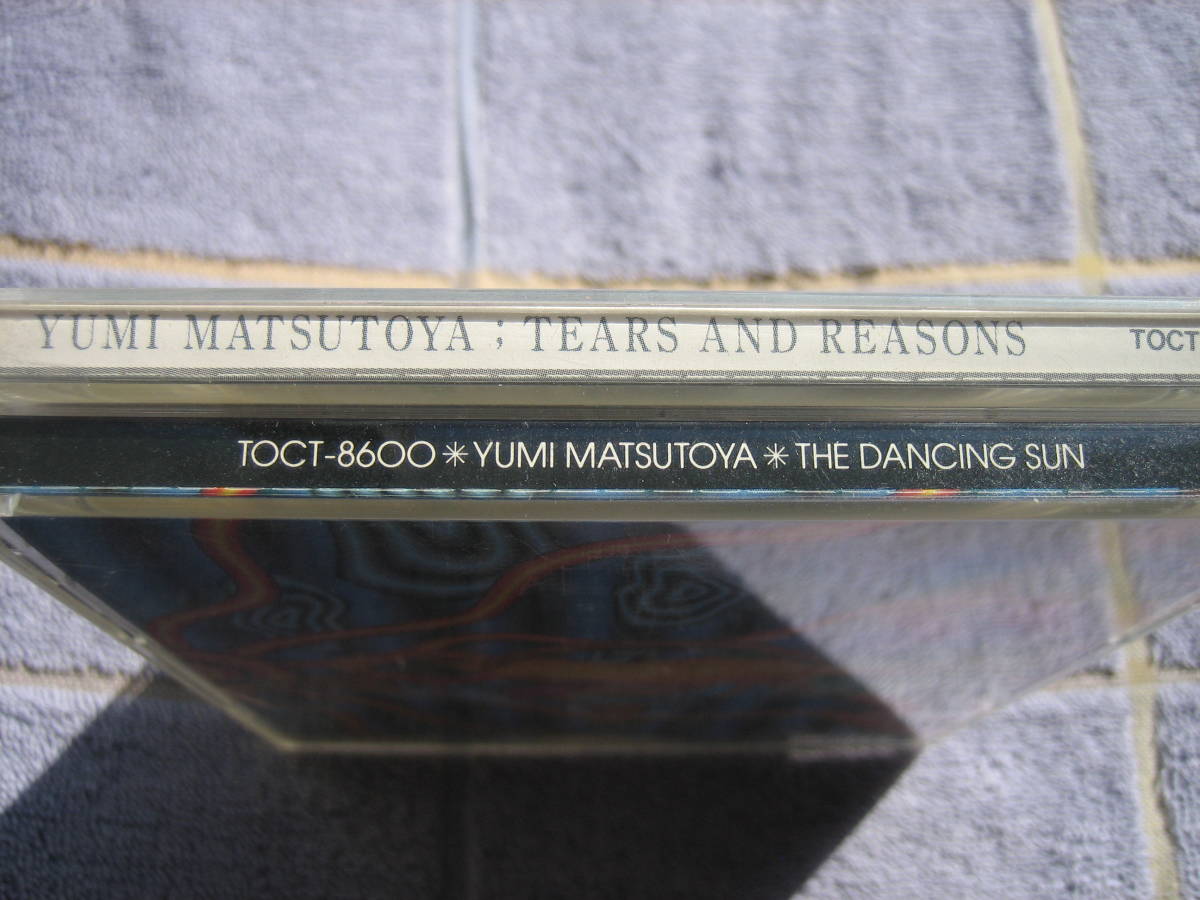 YUMI MATSUTOYA ; TEARS AND REASONS TOCT
TOCT-8600✳YUMI MATSUTOYA✳THE DANCING SUN